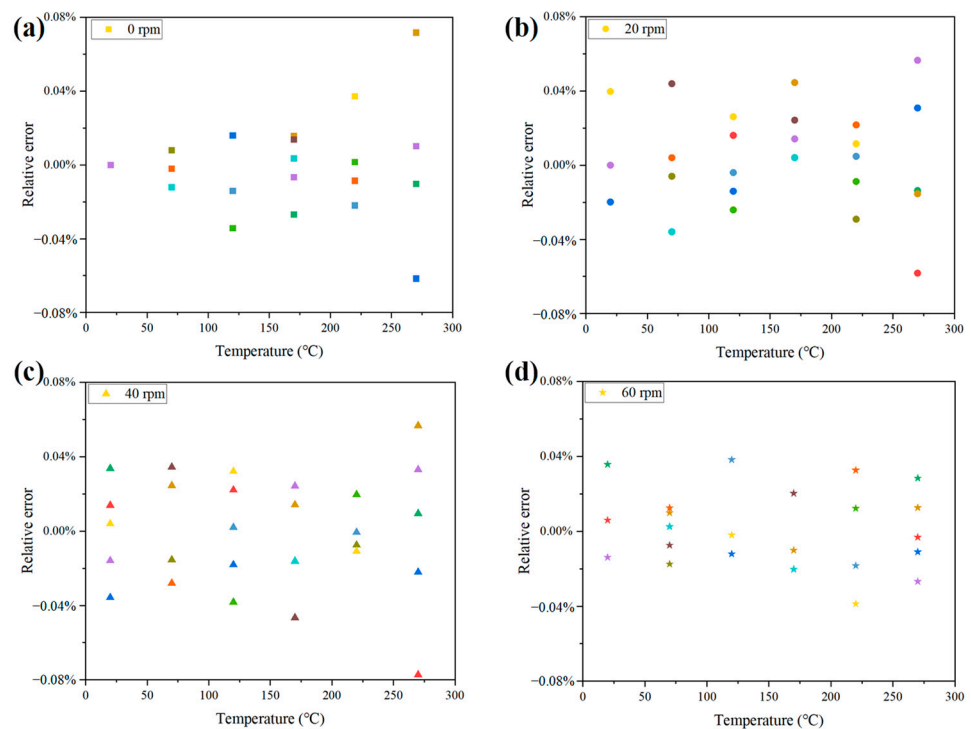 (a)
0 rpm
0.08%
0.04%
0.00%
−0.04%
−0.08%
Relative error
0 50 100 150 200 250 300
Temperature (℃)
(b)
20 rpm
0.08%
0.04%
0.00%
−0.04%
−0.08%
Relative error
0 50 100 150 200 250 300
Temperature (℃)
(c)
40 rpm
0.08%
0.04%
0.00%
−0.04%
−0.08%
Relative error
0 50 100 150 200 250 300
Temperature (℃)
(d)
60 rpm
0.08%
0.04%
0.00%
−0.04%
−0.08%
Relative error
0 50 100 150 200 250 300
Temperature (℃)